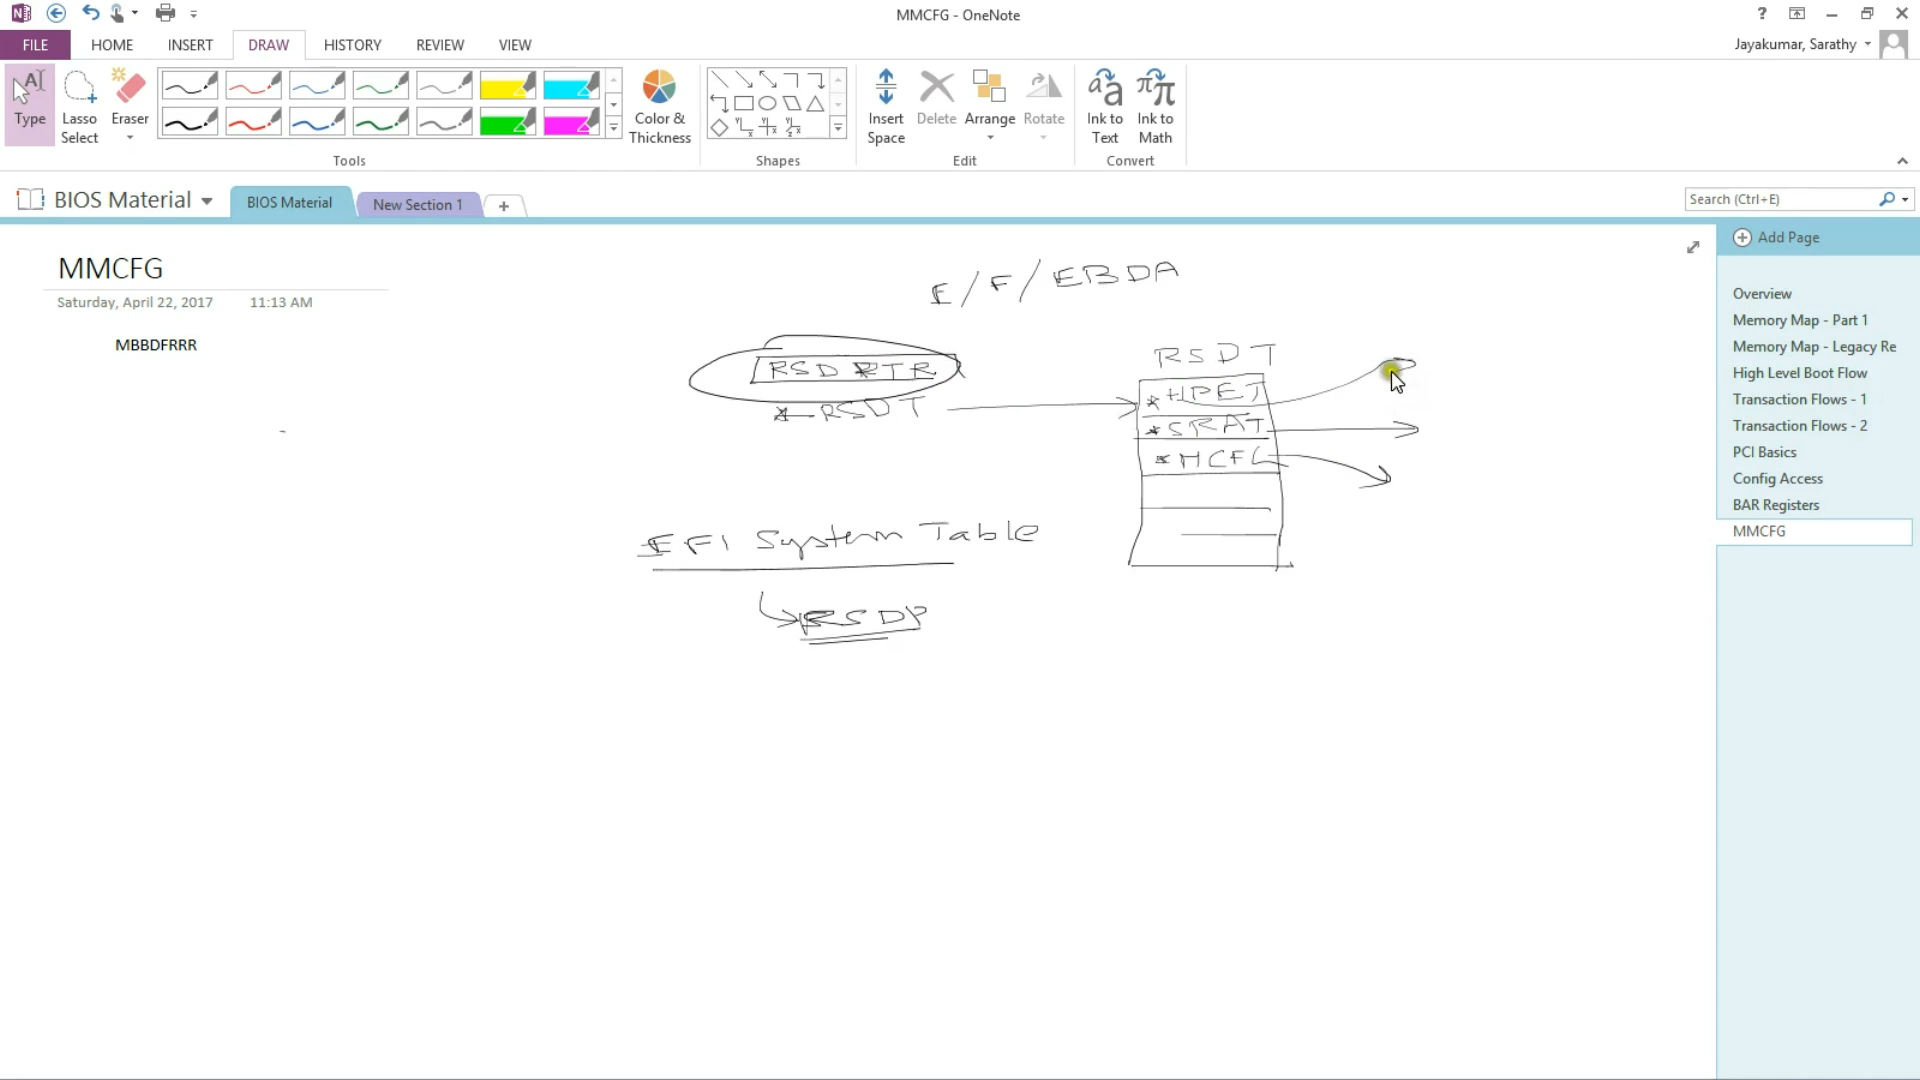 MMCFG - OneNote
?
Jayakumar, Sarathy
FILE HOME INSERT DRAW HISTORY REVIEW VIEW
Type
Lasso Select
Eraser
Color & Thickness
Insert Space
Delete
Arrange
Rotate
Ink to Text
Ink to Math
Tools Shapes Edit Convert
BIOS Material
BIOS Material
New Section 1
+
Search (Ctrl+E)
Add Page
Overview
Memory Map - Part 1
Memory Map - Legacy Re
High Level Boot Flow
Transaction Flows - 1
Transaction Flows - 2
PCI Basics
Config Access
BAR Registers
MMCFG
MMCFG
Saturday, April 22, 2017 11:13 AM
MBBDFRRR
E/F/EBDA
RSD PTR
* RSDT
RSDT
*HPET
*SRAT
*MCFG
EFI System Table
RSDP